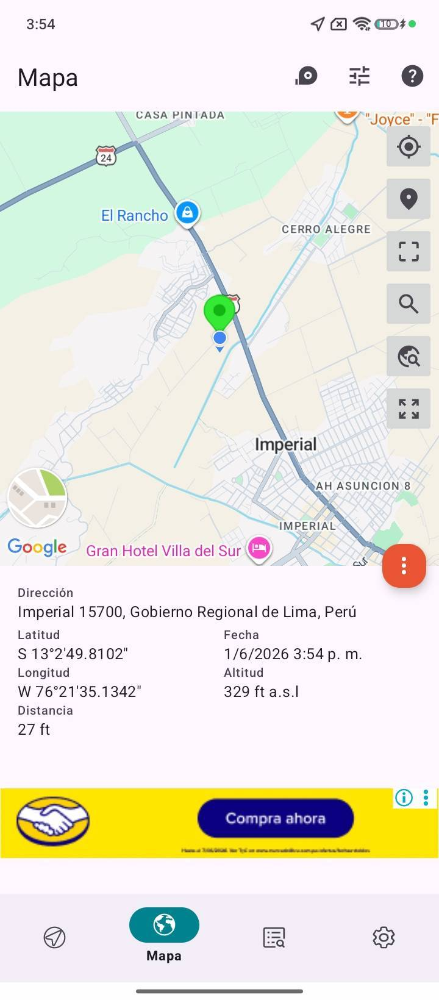 3:54
10
Mapa
CASA PINTADA
"Joyce" - "F
24
El Rancho
CERRO ALEGRE
Imperial
AH ASUNCION 8
IMPERIAL
Google
Gran Hotel Villa del Sur
Sur
Dirección
Imperial 15700, Gobierno Regional de Lima, Perú
Latitud
Fecha
S 13°2'49.8102"
1/6/2026 3:54 p. m.
Longitud
Altitud
W 76°21'35.1342"
329 ft a.s.l
Distancia
27 ft
Compra ahora
Mapa